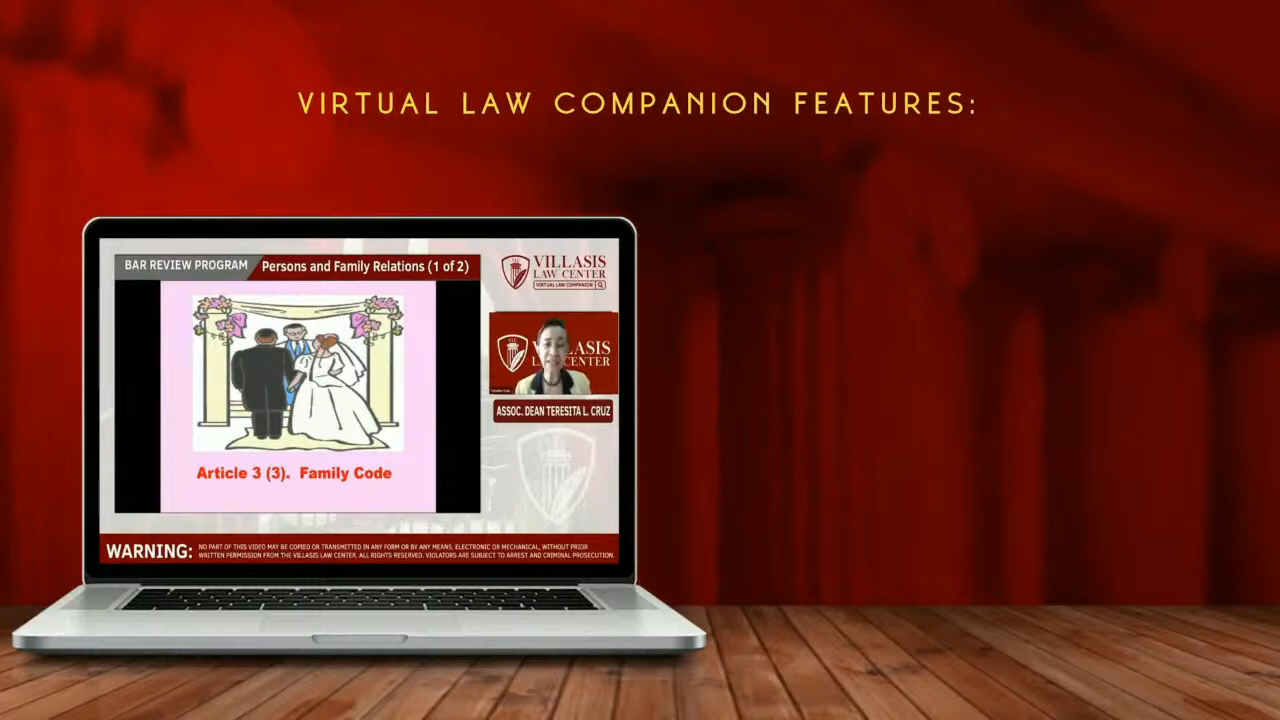 VIRTUAL LAW COMPANION FEATURES:
BAR REVIEW PROGRAM
Persons and Family Relations (1 of 2)
VILLASIS
LAW CENTER
VIRTUAL LAW COMPANION
ASSOC. DEAN TERESITA L. CRUZ
Article 3 (3). Family Code
WARNING:
NO PART OF THIS VIDEO MAY BE COPIED OR TRANSMITTED IN ANY FORM OR BY ANY MEANS, ELECTRONIC OR MECHANICAL, WITHOUT PRIOR
WRITTEN PERMISSION FROM THE VILLASIS LAW CENTER, ALL RIGHTS RESERVED. VIOLATORS ARE SUBJECT TO ARREST AND CRIMINAL PROSECUTION.